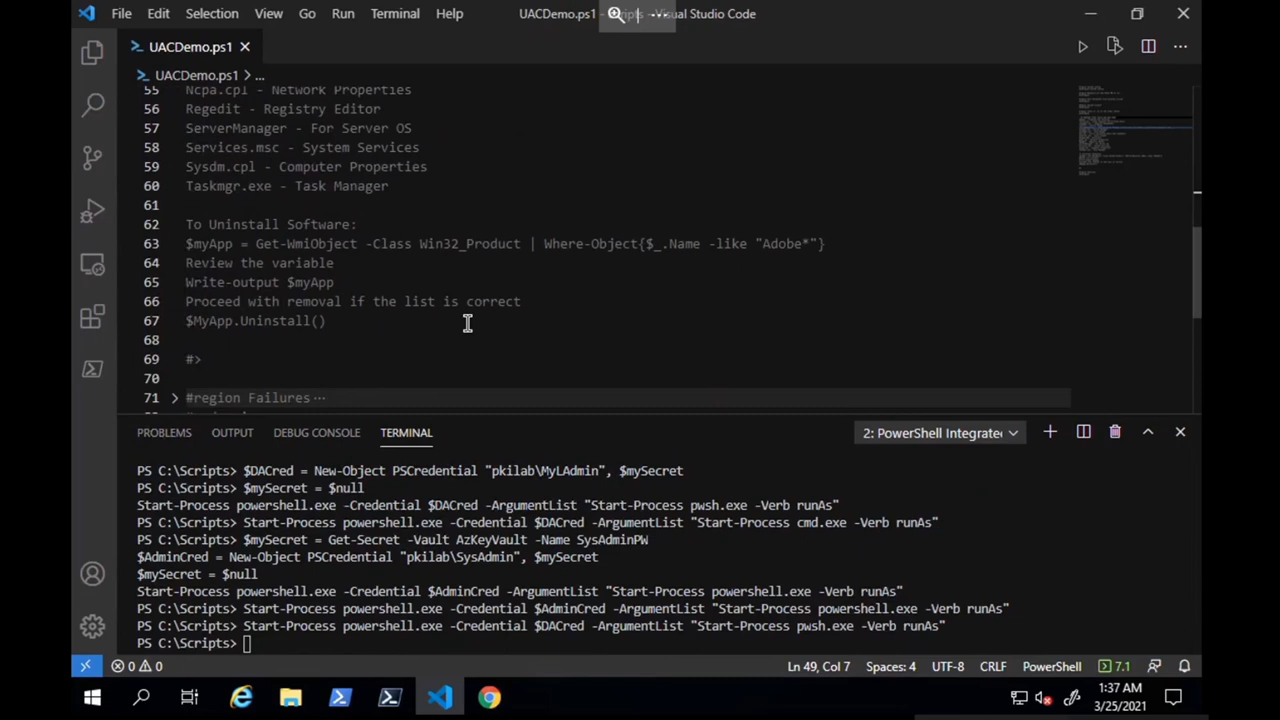 File Edit Selection View Go Run Terminal Help UACDemo.ps1 - Scripts - Visual Studio Code
UACDemo.ps1
UACDemo.ps1 > ...
55 Ncpa.cpl - Network Properties
56 Regedit - Registry Editor
57 ServerManager - For Server OS
58 Services.msc - System Services
59 Sysdm.cpl - Computer Properties
60 Taskmgr.exe - Task Manager
61
62 To Uninstall Software:
63 $myApp = Get-WmiObject -Class Win32_Product | Where-Object{$_.Name -like "Adobe*"}
64 Review the variable
65 Write-output $myApp
66 Proceed with removal if the list is correct
67 $MyApp.Uninstall()
68
69 #>
70
71 #region Failures ...
PROBLEMS OUTPUT DEBUG CONSOLE TERMINAL 2: PowerShell Integrated
PS C:\Scripts> $DACred = New-Object PSCredential "pkilab\MyLAdmin", $mySecret
PS C:\Scripts> $mySecret = $null
Start-Process powershell.exe -Credential $DACred -ArgumentList "Start-Process pwsh.exe -Verb runAs"
PS C:\Scripts> Start-Process powershell.exe -Credential $DACred -ArgumentList "Start-Process cmd.exe -Verb runAs"
PS C:\Scripts> $mySecret = Get-Secret -Vault AzKeyVault -Name SysAdminPW
$AdminCred = New-Object PSCredential "pkilab\SysAdmin", $mySecret
$mySecret = $null
Start-Process powershell.exe -Credential $AdminCred -ArgumentList "Start-Process powershell.exe -Verb runAs"
PS C:\Scripts> Start-Process powershell.exe -Credential $AdminCred -ArgumentList "Start-Process powershell.exe -Verb runAs"
PS C:\Scripts> Start-Process powershell.exe -Credential $DACred -ArgumentList "Start-Process pwsh.exe -Verb runAs"
PS C:\Scripts>
0 0 Ln 49, Col 7 Spaces: 4 UTF-8 CRLF PowerShell 7.1
1:37 AM
3/25/2021